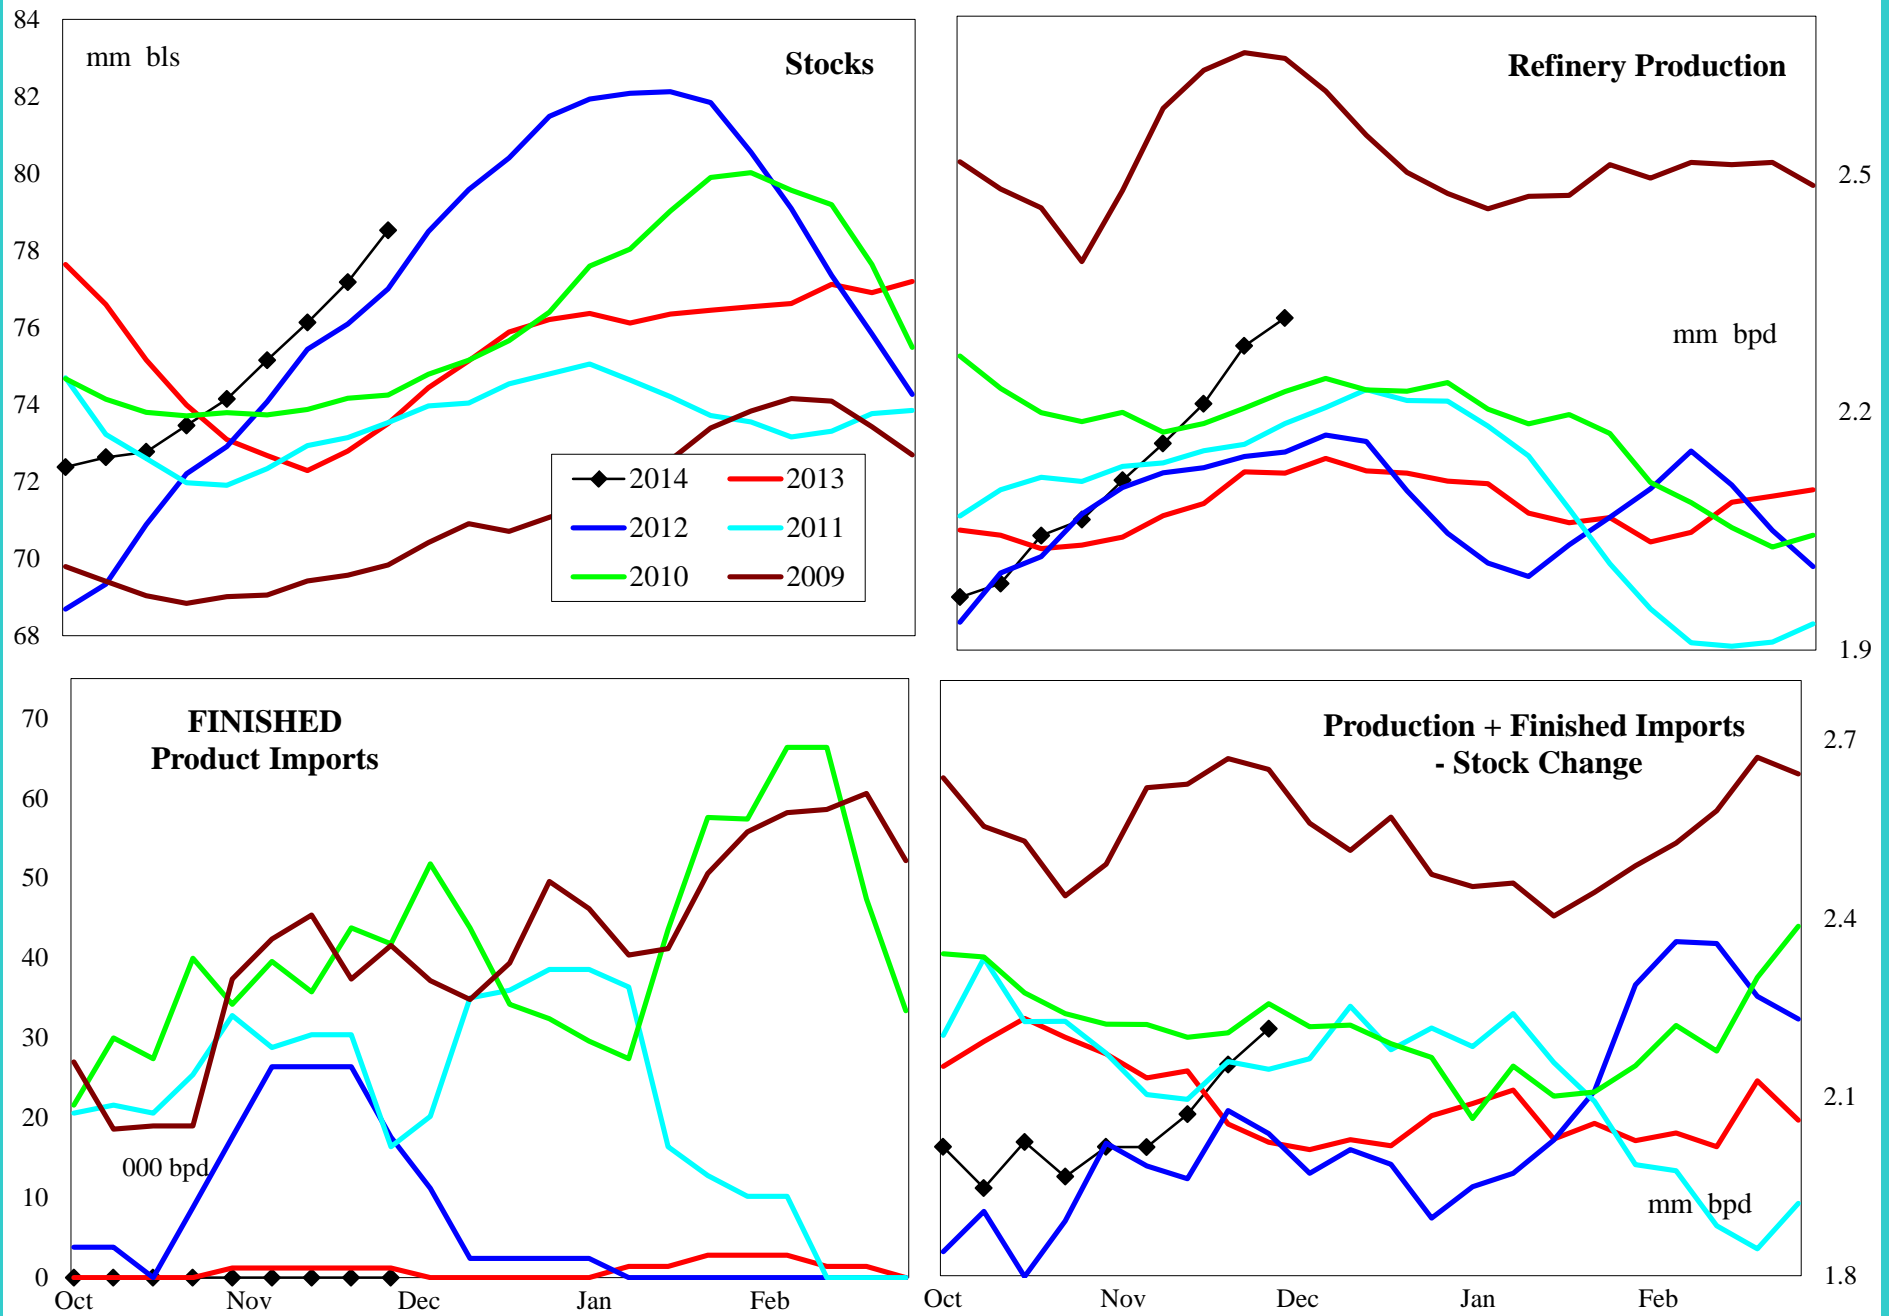 84
82
80
78
76
74
72
70
68
mm bls
Stocks
2014
2013
2012
2011
2010
2009
Refinery Production
mm bpd
2.5
2.2
1.9
70
60
50
40
30
20
10
0
FINISHED
Product Imports
000 bpd
Oct Nov Dec Jan Feb
Production + Finished Imports
- Stock Change
mm bpd
2.7
2.4
2.1
1.8
Oct Nov Dec Jan Feb